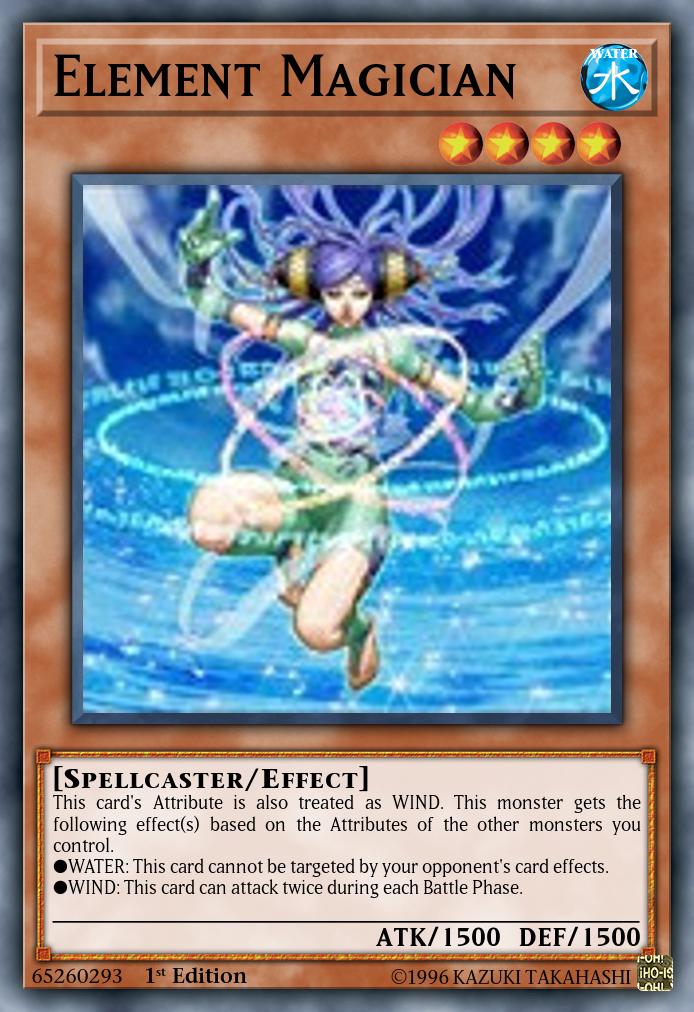 Element Magician
WATER
水
[Spellcaster/Effect]
This card's Attribute is also treated as WIND. This monster gets the
following effect(s) based on the Attributes of the other monsters you
control.
●WATER: This card cannot be targeted by your opponent's card effects.
●WIND: This card can attack twice during each Battle Phase.
ATK/1500 DEF/1500
65260293 1st Edition ©1996 KAZUKI TAKAHASHI